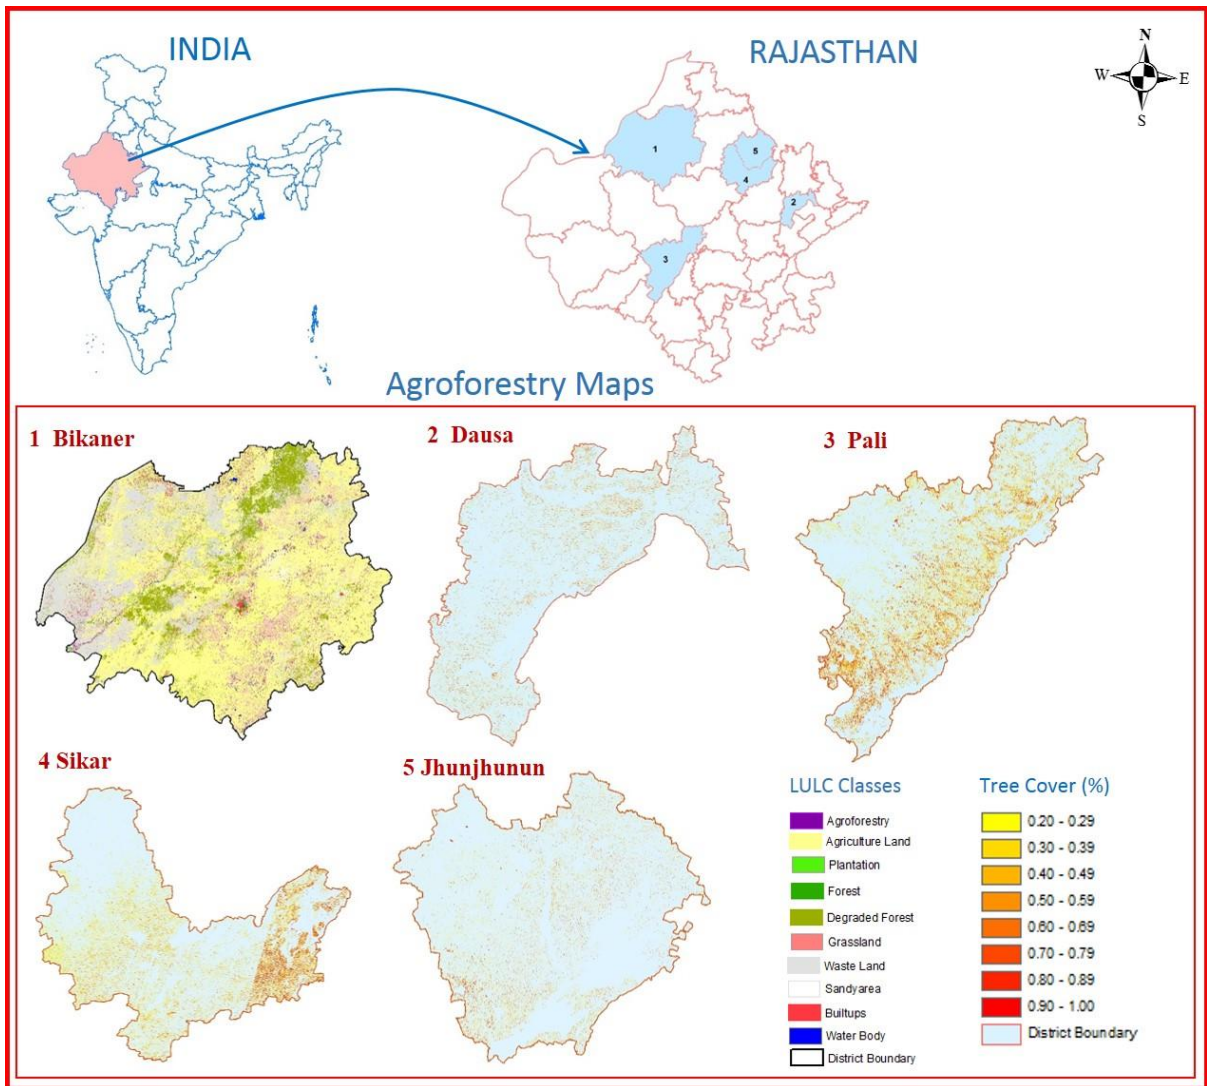 INDIA
RAJASTHAN
N
W
E
S
1
5
4
2
3
Agroforestry Maps
1 Bikaner
2 Dausa
3 Pali
4 Sikar
5 Jhunjhunun
LULC Classes
Agroforestry
Agriculture Land
Plantation
Forest
Degraded Forest
Grassland
Waste Land
Sandyarea
Builtups
Water Body
District Boundary
Tree Cover (%)
0.20 - 0.29
0.30 - 0.39
0.40 - 0.49
0.50 - 0.59
0.60 - 0.69
0.70 - 0.79
0.80 - 0.89
0.90 - 1.00
District Boundary